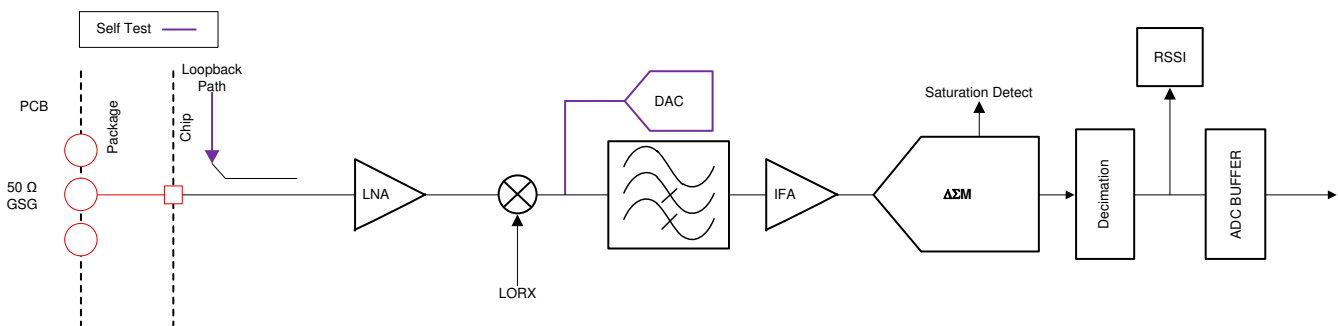 Self Test
Loopback
Path
PCB
Package
Chip
50 Ω
GSG
LNA
LORX
DAC
IFA
Saturation Detect
ΔΣM
Decimation
RSSI
ADC BUFFER